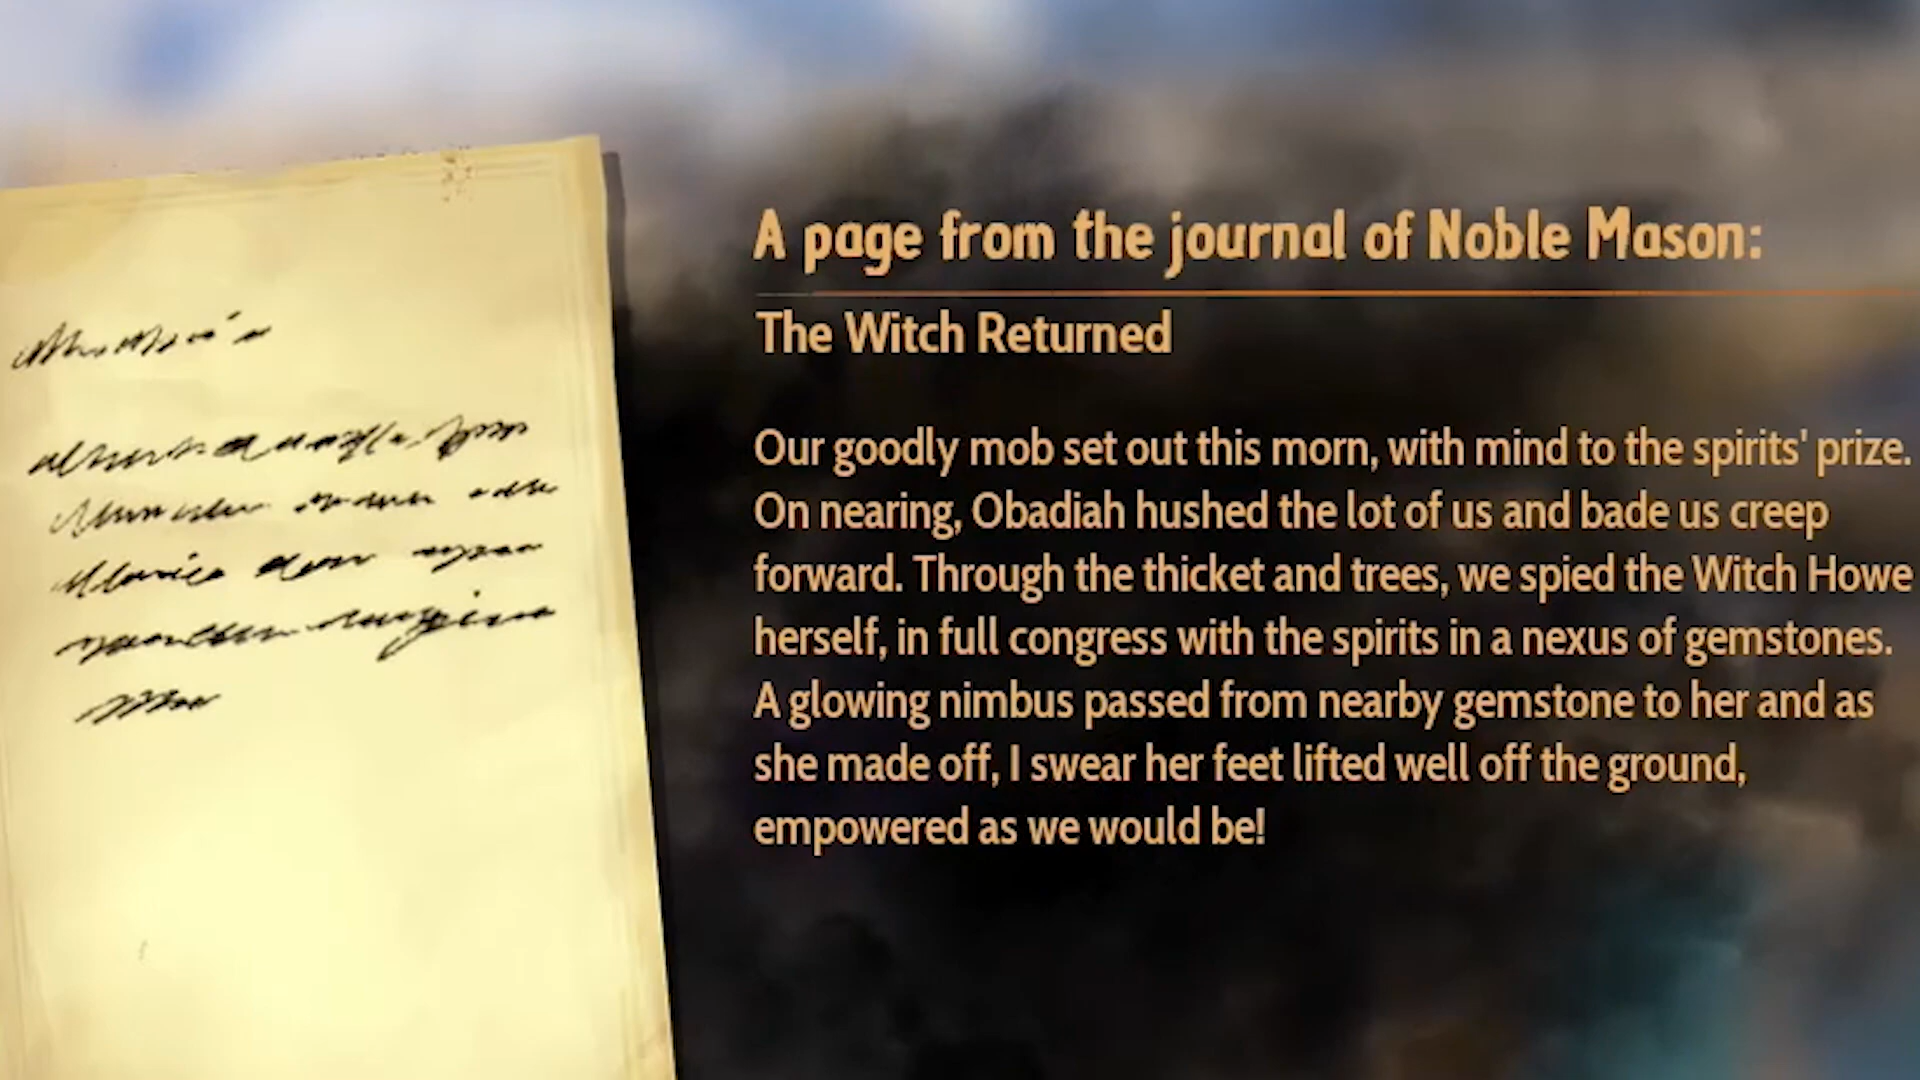 A page from the journal of Noble Mason:
The Witch Returned
Our goodly mob set out this morn, with mind to the spirits' prize.
On nearing, Obadiah hushed the lot of us and bade us creep
forward. Through the thicket and trees, we spied the Witch Howe
herself, in full congress with the spirits in a nexus of gemstones.
A glowing nimbus passed from nearby gemstone to her and as
she made off, I swear her feet lifted well off the ground,
empowered as we would be!